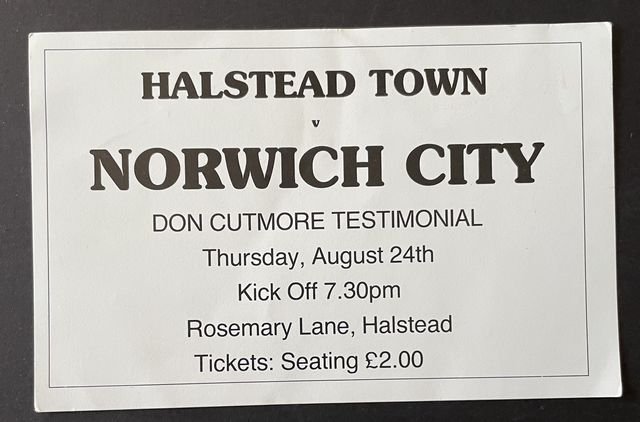 HALSTEAD TOWN
v
NORWICH CITY
DON CUTMORE TESTIMONIAL
Thursday, August 24th
Kick Off 7.30pm
Rosemary Lane, Halstead
Tickets: Seating £2.00